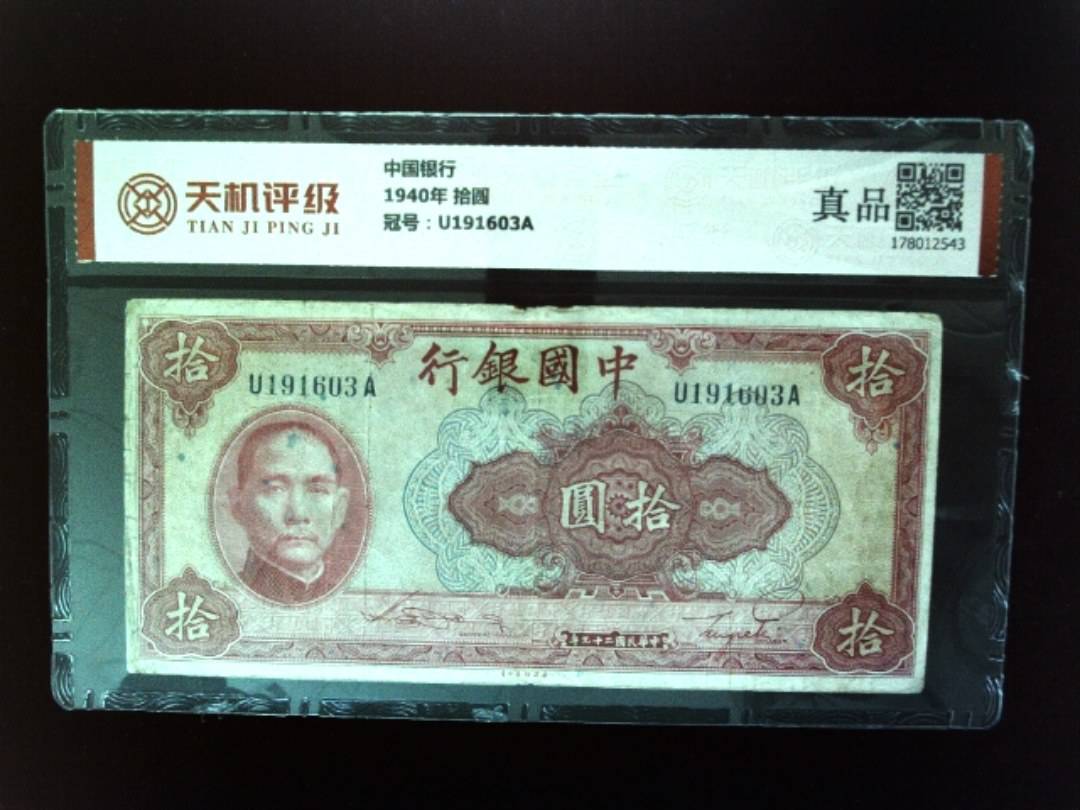 天机评级
TIAN JI PING JI
中国银行
1940年 拾圆
冠号：U191603A
真品
178012543
行銀國中
U191603A
U191603A
拾
拾
圓拾
拾
拾